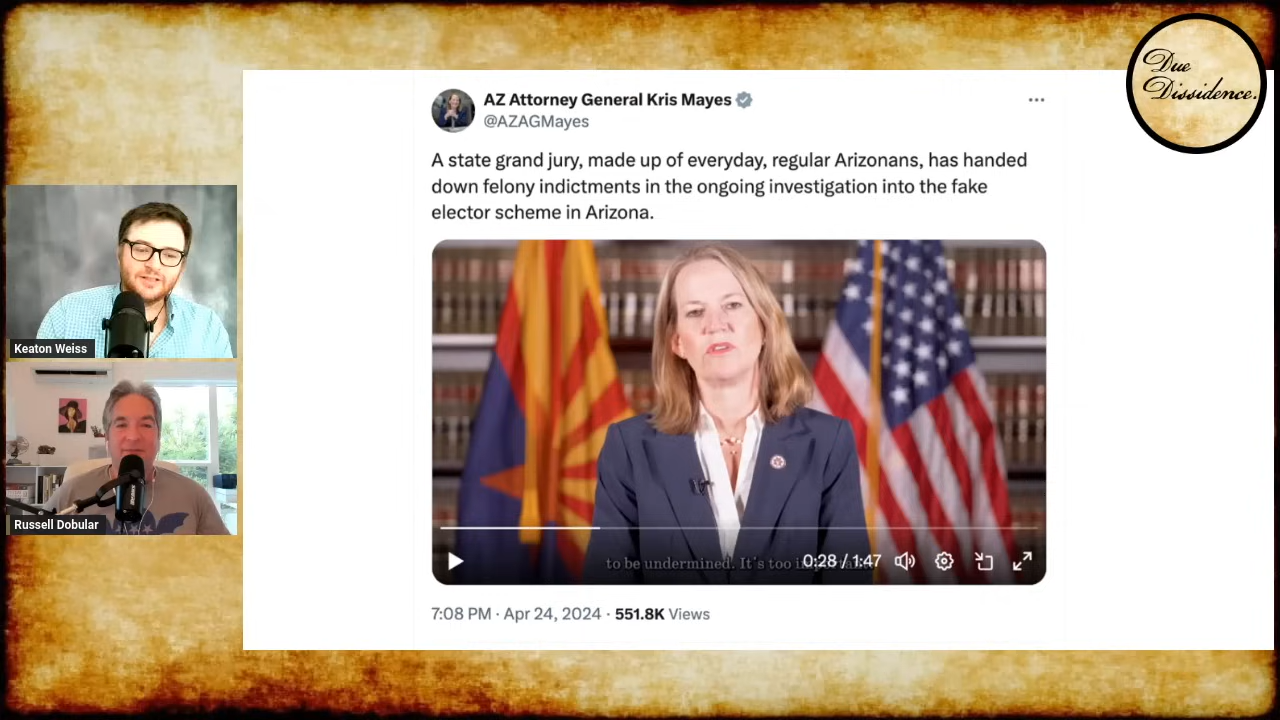 Due
Dissidence.
AZ Attorney General Kris Mayes
@AZAGMayes
A state grand jury, made up of everyday, regular Arizonans, has handed
down felony indictments in the ongoing investigation into the fake
elector scheme in Arizona.
Keaton Weiss
Russell Dobular
to be undermined. It's too
0:28 / 1:47
7:08 PM · Apr 24, 2024 · 551.8K Views